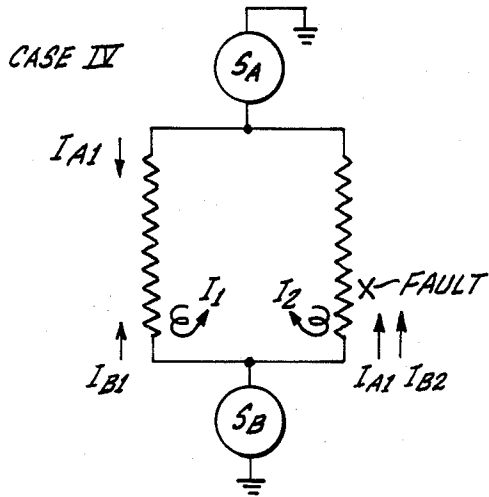 CASE IV
SA
IA1
I1
I2
X FAULT
IB1
IA1 IB2
SB